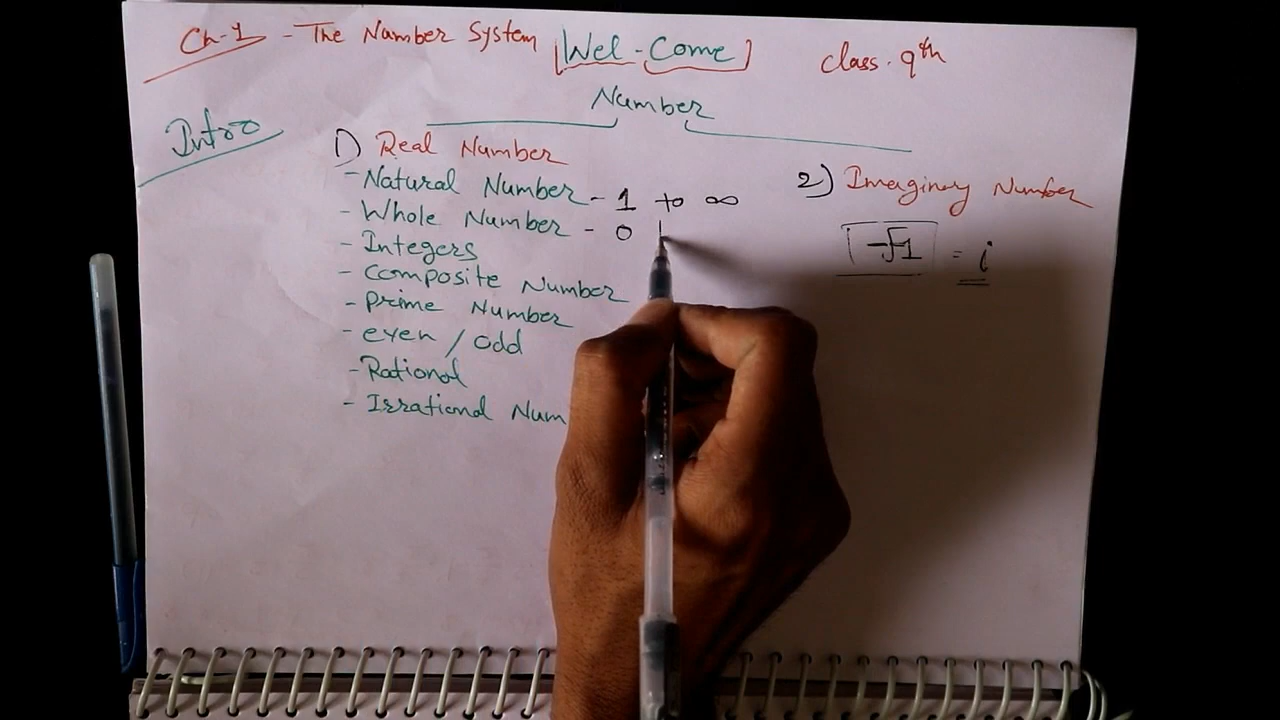 Ch-1 - The Number System [Wel-Come] class. 9th
Intro
Number
1) Real Number
- Natural Number - 1 to ∞
- Whole Number - 0
- Integers
- Composite Number
- Prime Number
- even / odd
- Rational
- Irrational Num
2) Imaginary Number
-√1 = i